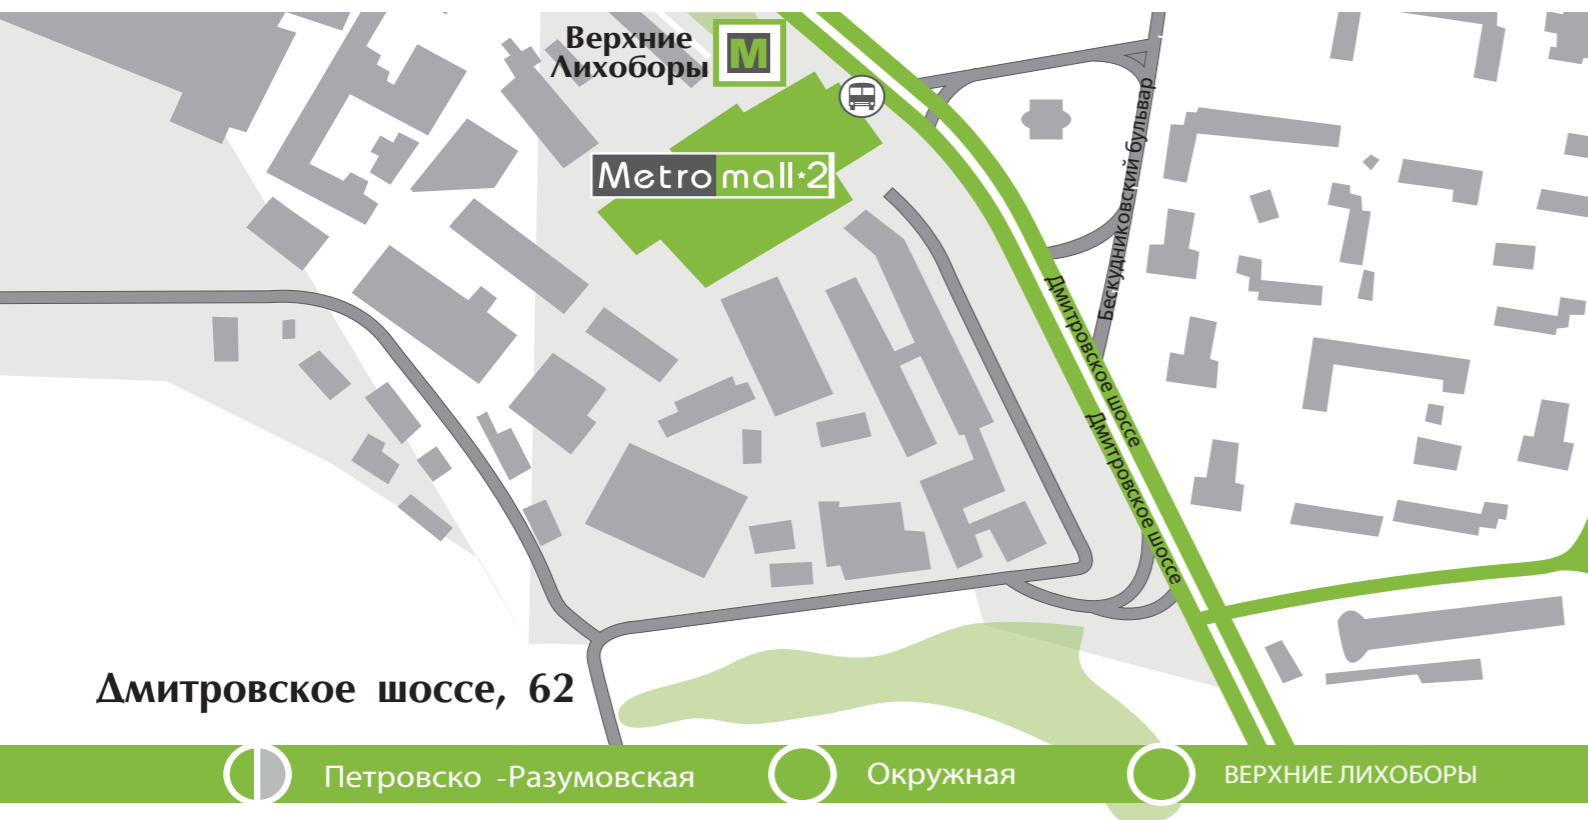 Верхние
Лихоборы
M
Metro mall★2
Бескудниковский бульвар
Дмитровское шоссе
Дмитровское шоссе
Дмитровское шоссе, 62
Петровско -Разумовская
Окружная
ВЕРХНИЕ ЛИХОБОРЫ